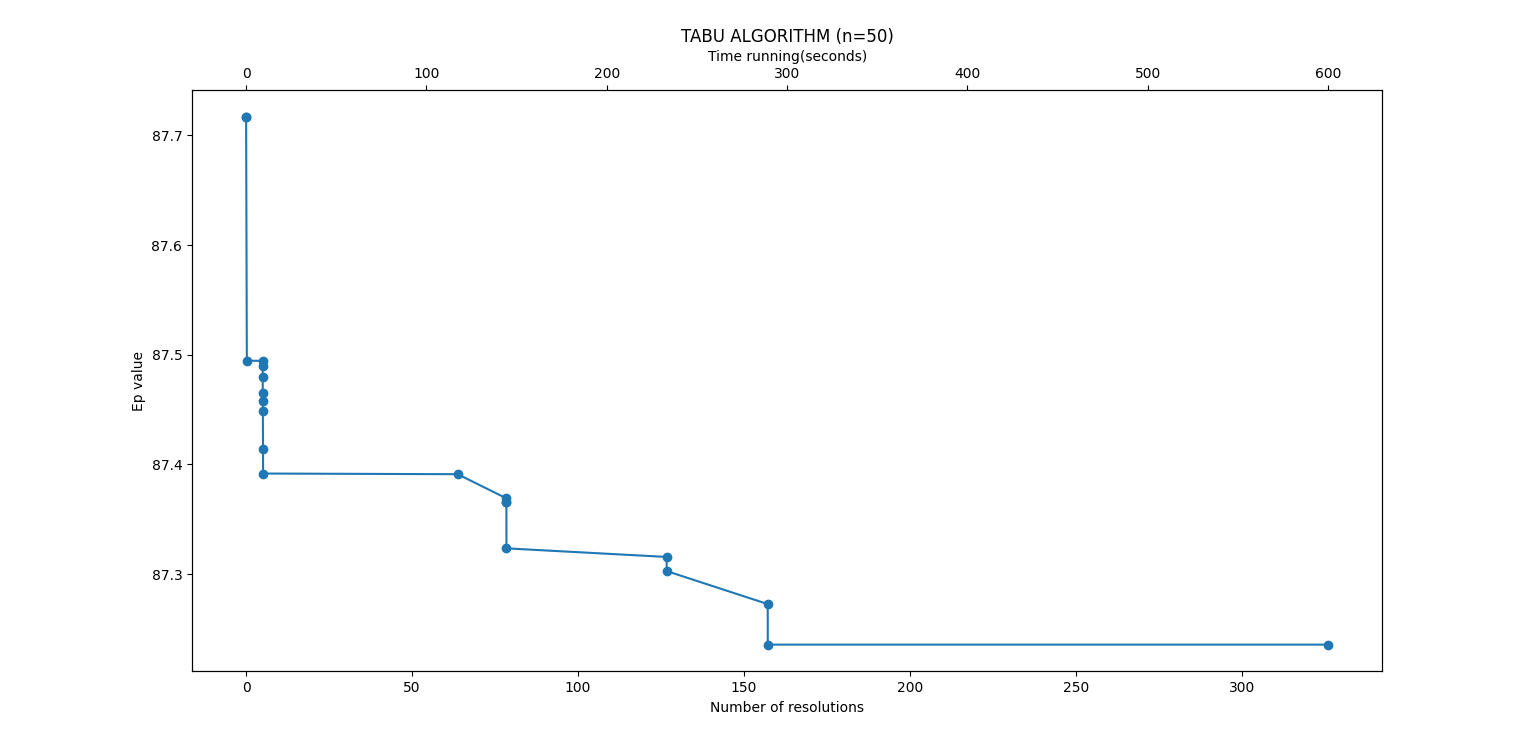 TABU ALGORITHM (n=50)
Time running(seconds)
0 100 200 300 400 500 600
87.7
87.6
87.5
87.4
87.3
Ep value
0 50 100 150 200 250 300
Number of resolutions